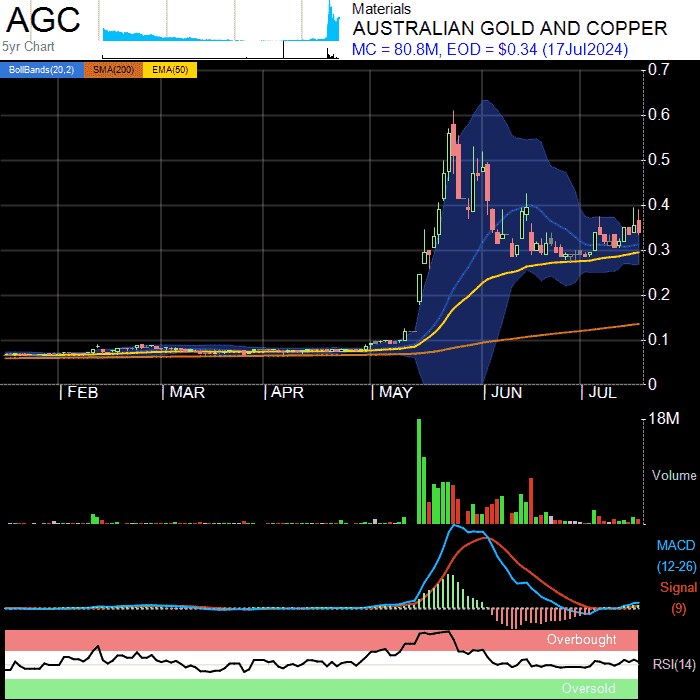 AGC
5yr Chart
Materials
AUSTRALIAN GOLD AND COPPER
MC = 80.8M, EOD = $0.34 (17Jul2024)
BollBands(20,2) SMA(200) EMA(50)
0.7
0.6
0.5
0.4
0.3
0.2
0.1
0
FEB MAR APR MAY JUN JUL
18M
Volume
MACD
(12-26)
Signal
(9)
Overbought
RSI(14)
Oversold